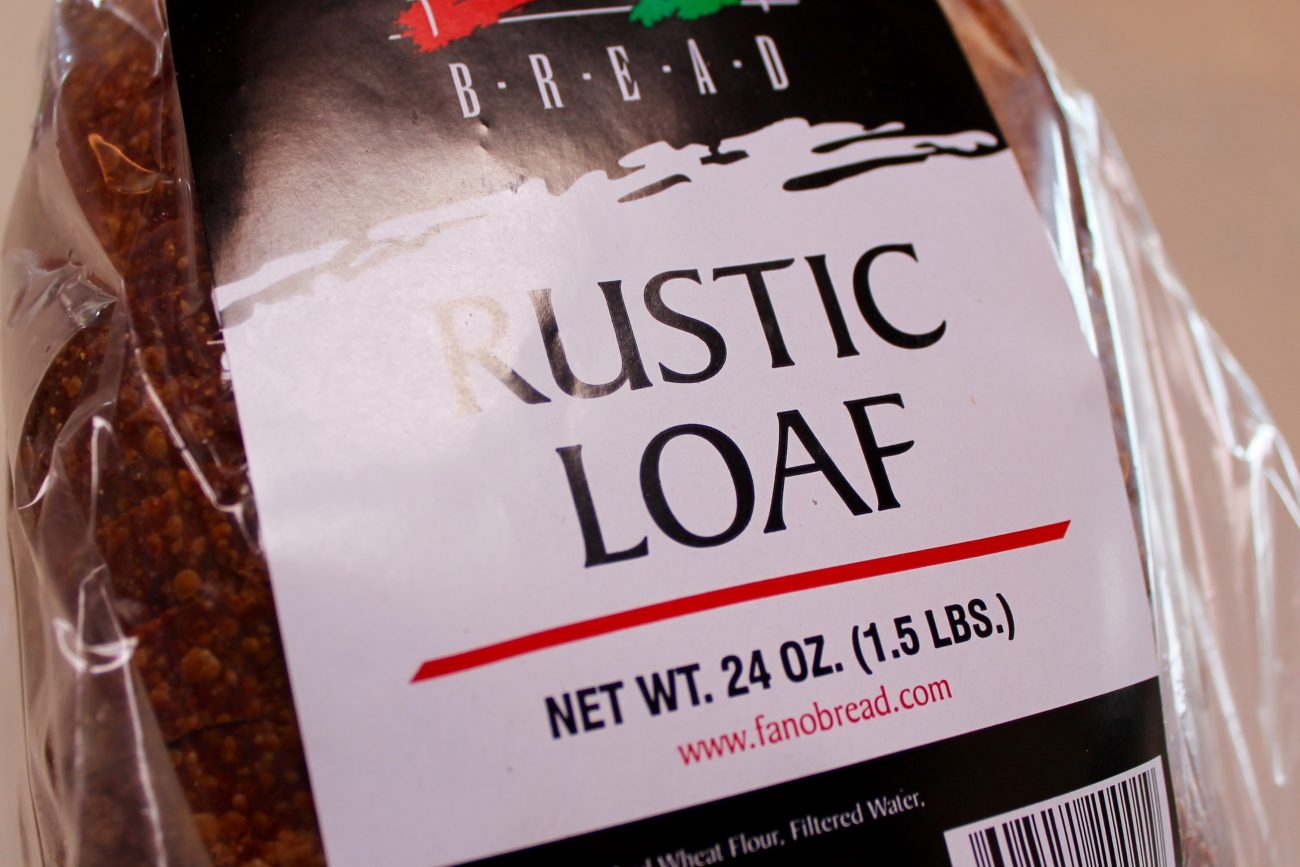 B·R·E·A·D
RUSTIC
LOAF
NET WT. 24 OZ. (1.5 LBS.)
www.fanobread.com
Wheat Flour, Filtered Water,